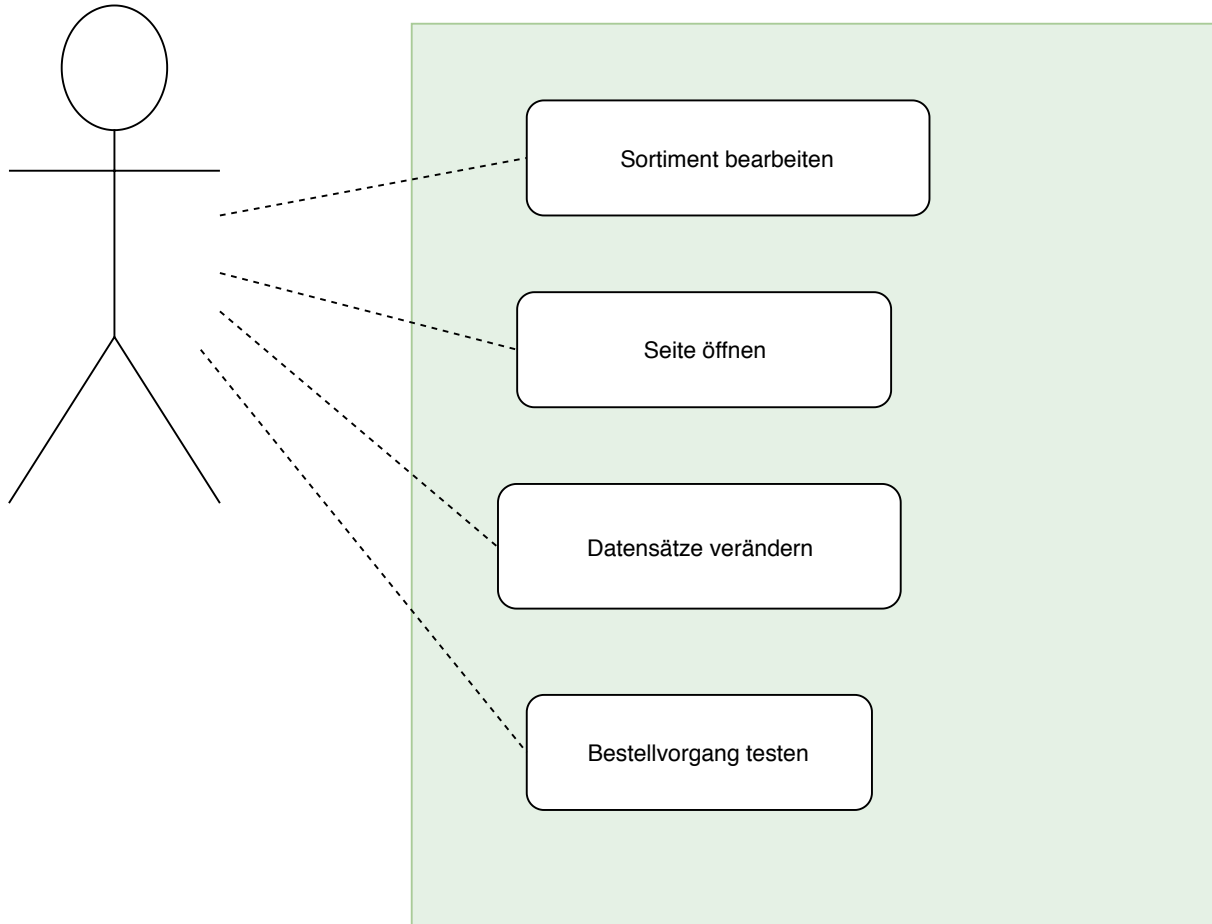 Sortiment bearbeiten
Seite öffnen
Datensätze verändern
Bestellvorgang testen